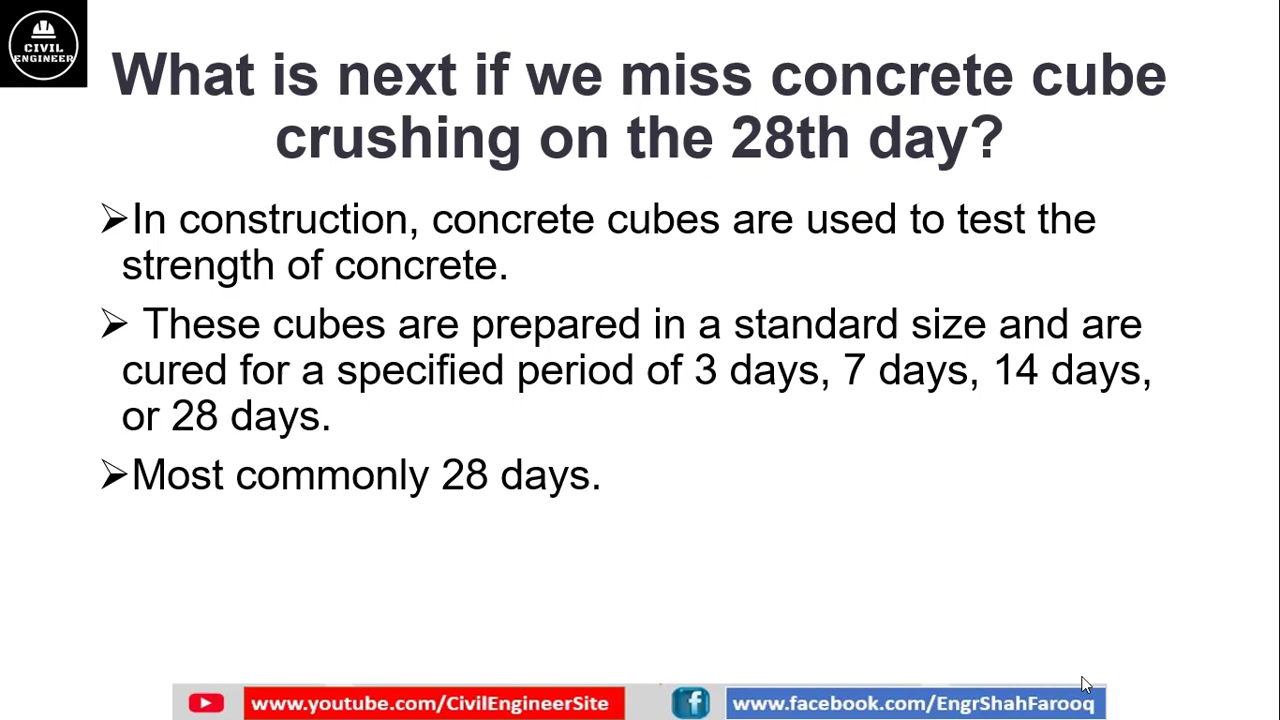 CIVIL
ENGINEER
What is next if we miss concrete cube
crushing on the 28th day?
➢In construction, concrete cubes are used to test the
strength of concrete.
➢ These cubes are prepared in a standard size and are
cured for a specified period of 3 days, 7 days, 14 days,
or 28 days.
➢Most commonly 28 days.
www.youtube.com/CivilEngineerSite
www.facebook.com/EngrShahFarooq